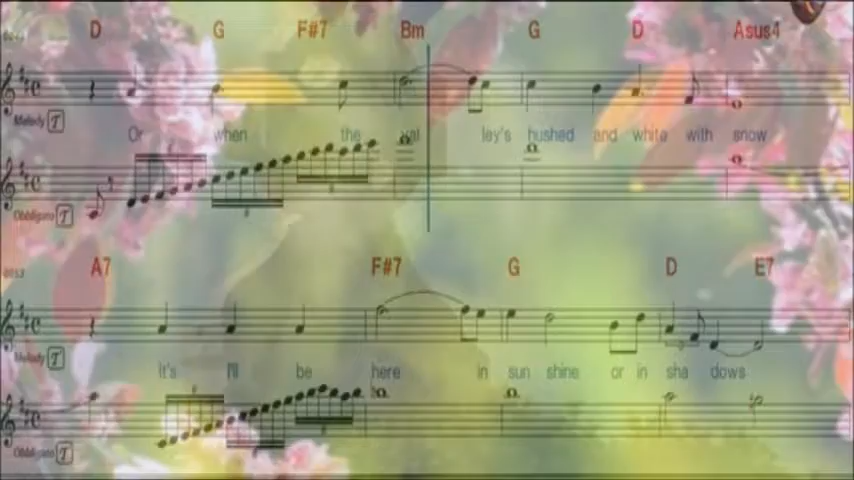 D G F#7 Bm G D Asus4
Melody T
Or when the val ley's hushed and white with snow
Obbligato T
A7 F#7 G D E7
Melody T
It's I'll be here in sun shine or in sha dows
Obbligato T